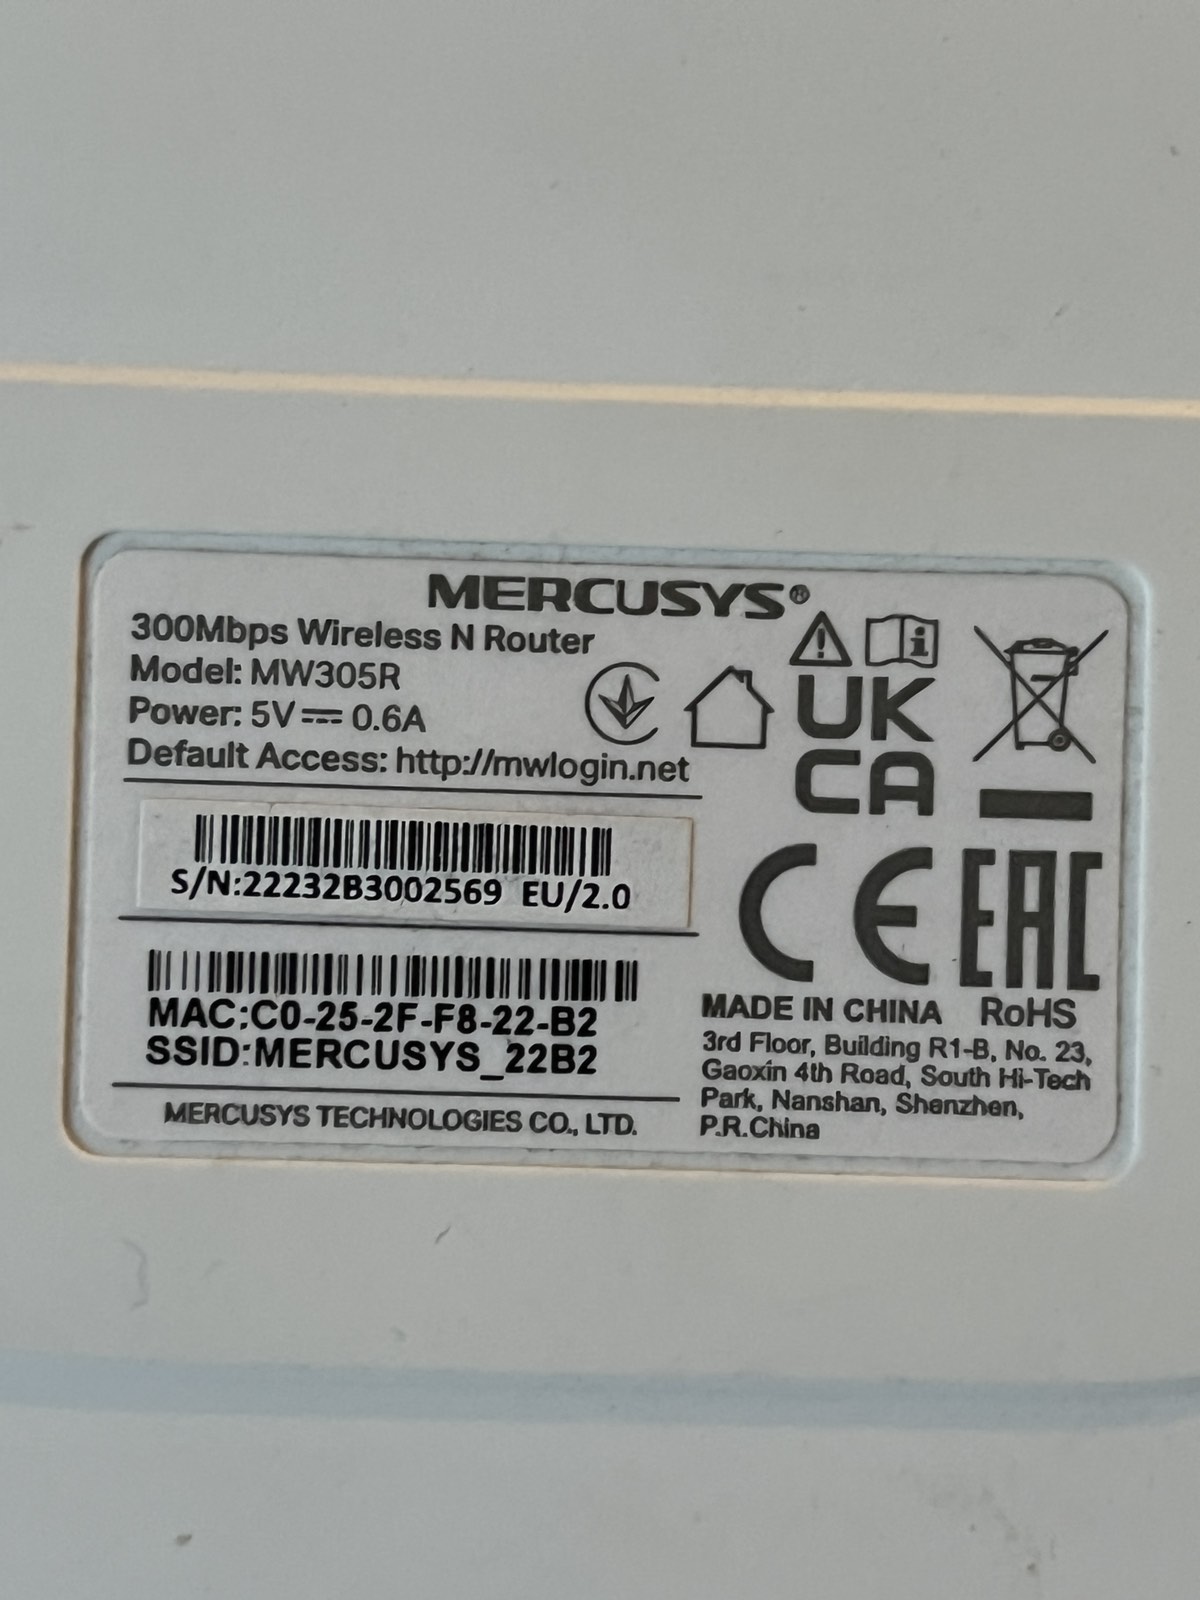 MERCUSYS®
300Mbps Wireless N Router
Model: MW305R
Power: 5V⎓0.6A
Default Access: http://mwlogin.net
S/N:22232B3002569 EU/2.0
MAC:C0-25-2F-F8-22-B2
SSID:MERCUSYS_22B2
MERCUSYS TECHNOLOGIES CO., LTD.
UK
CA
CE EAC
MADE IN CHINA RoHS
3rd Floor, Building R1-B, No. 23,
Gaoxin 4th Road, South Hi-Tech
Park, Nanshan, Shenzhen,
P.R.China